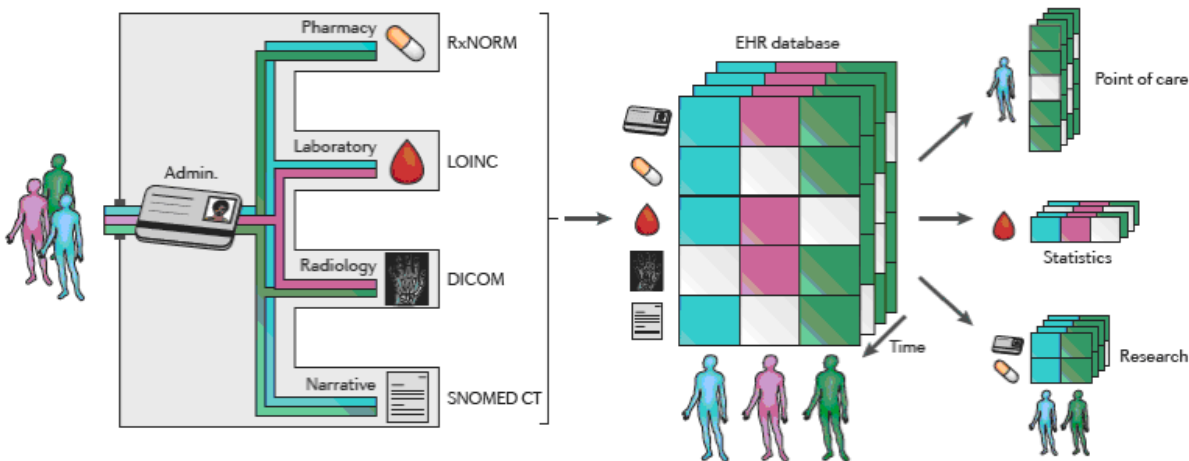 Pharmacy
RxNORM
Laboratory
LOINC
Admin.
Radiology
DICOM
Narrative
SNOMED CT
EHR database
Time
Point of care
Statistics
Research